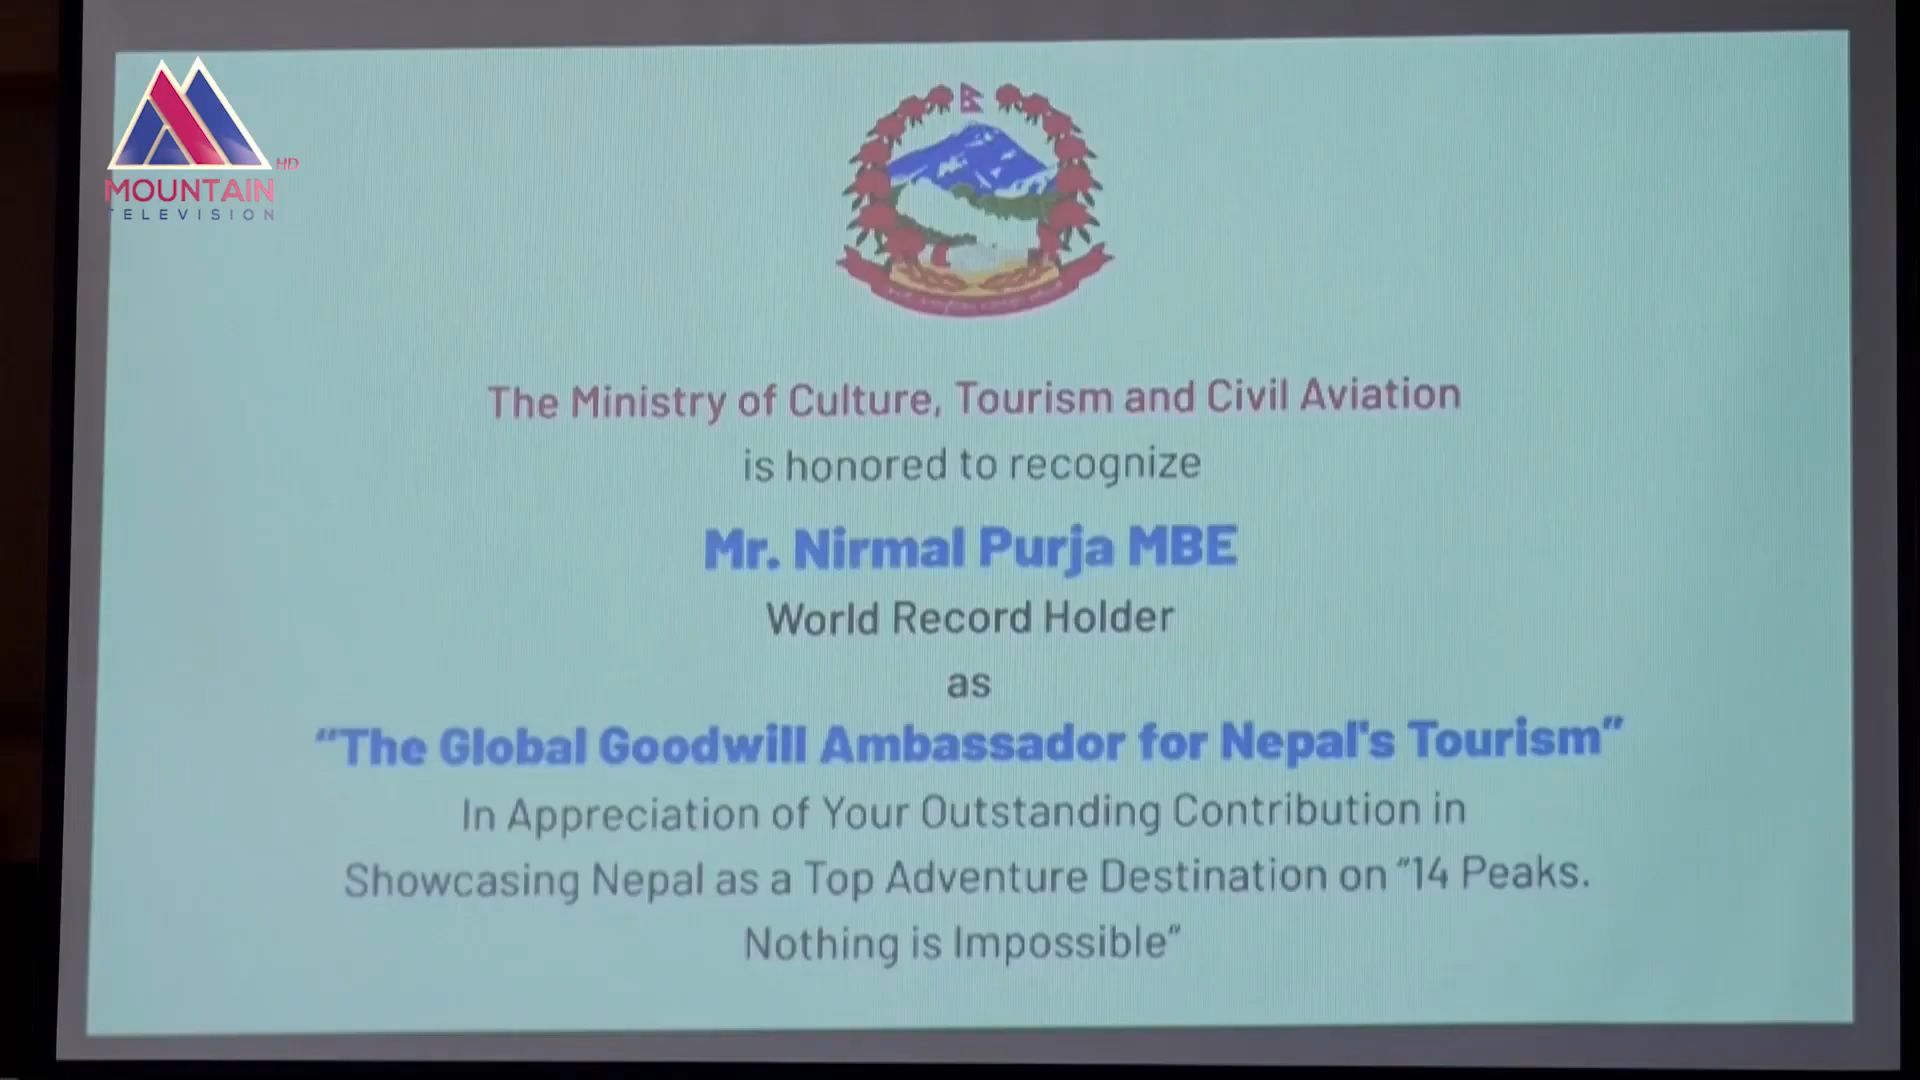 HD
MOUNTAIN
TELEVISION
The Ministry of Culture, Tourism and Civil Aviation
is honored to recognize
Mr. Nirmal Purja MBE
World Record Holder
as
“The Global Goodwill Ambassador for Nepal's Tourism”
In Appreciation of Your Outstanding Contribution in
Showcasing Nepal as a Top Adventure Destination on “14 Peaks.
Nothing is Impossible”